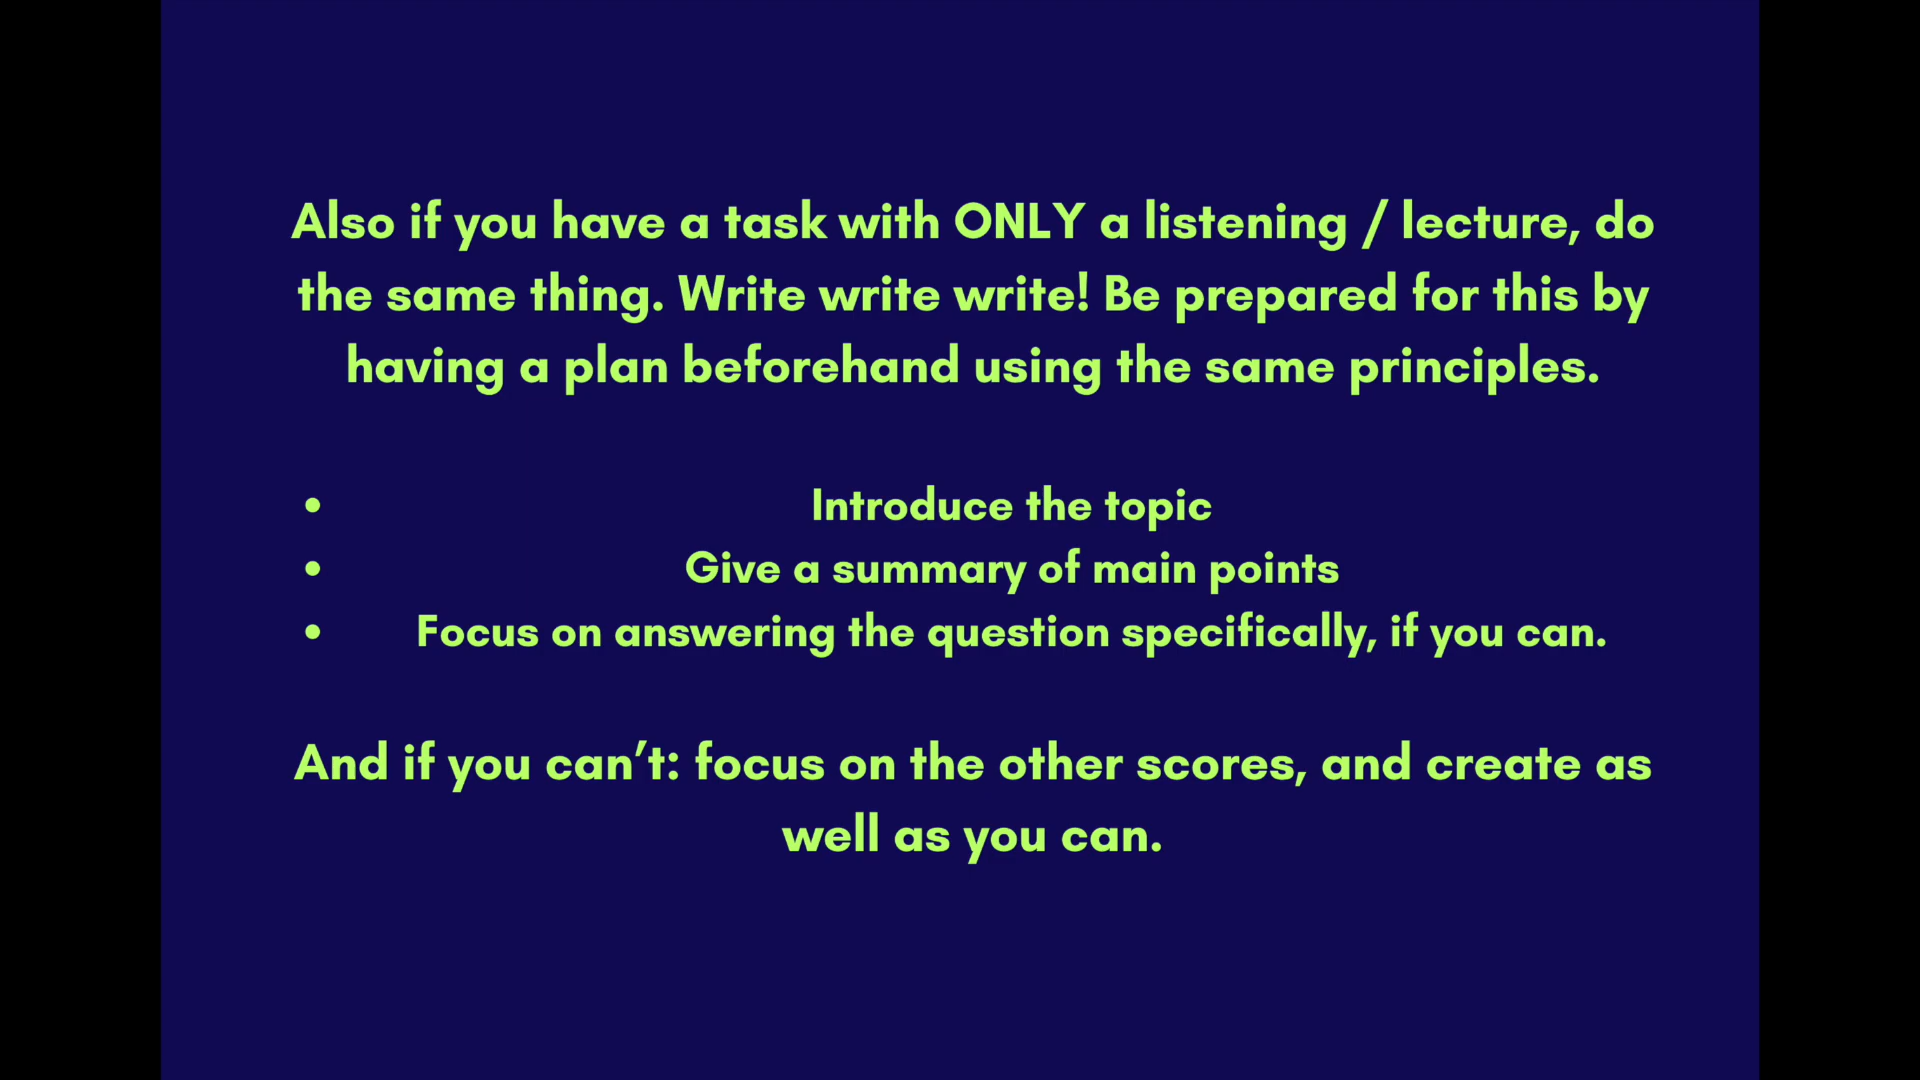 Also if you have a task with ONLY a listening / lecture, do
the same thing. Write write write! Be prepared for this by
having a plan beforehand using the same principles.
• Introduce the topic
• Give a summary of main points
• Focus on answering the question specifically, if you can.
And if you can’t: focus on the other scores, and create as
well as you can.